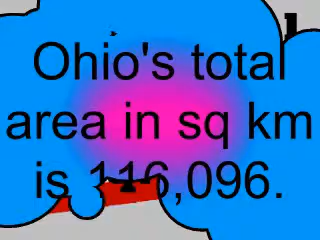 Ohio's total
area in sq km
is 116,096.